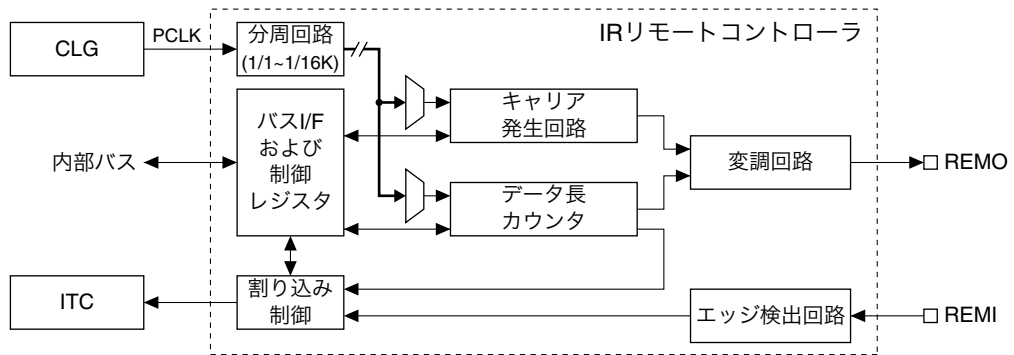 IRリモートコントローラ
CLG
PCLK
分周回路
(1/1~1/16K)
キャリア
発生回路
バスI/F
および
制御
レジスタ
内部バス
変調回路
REMO
データ長
カウンタ
ITC
割り込み
制御
エッジ検出回路
REMI